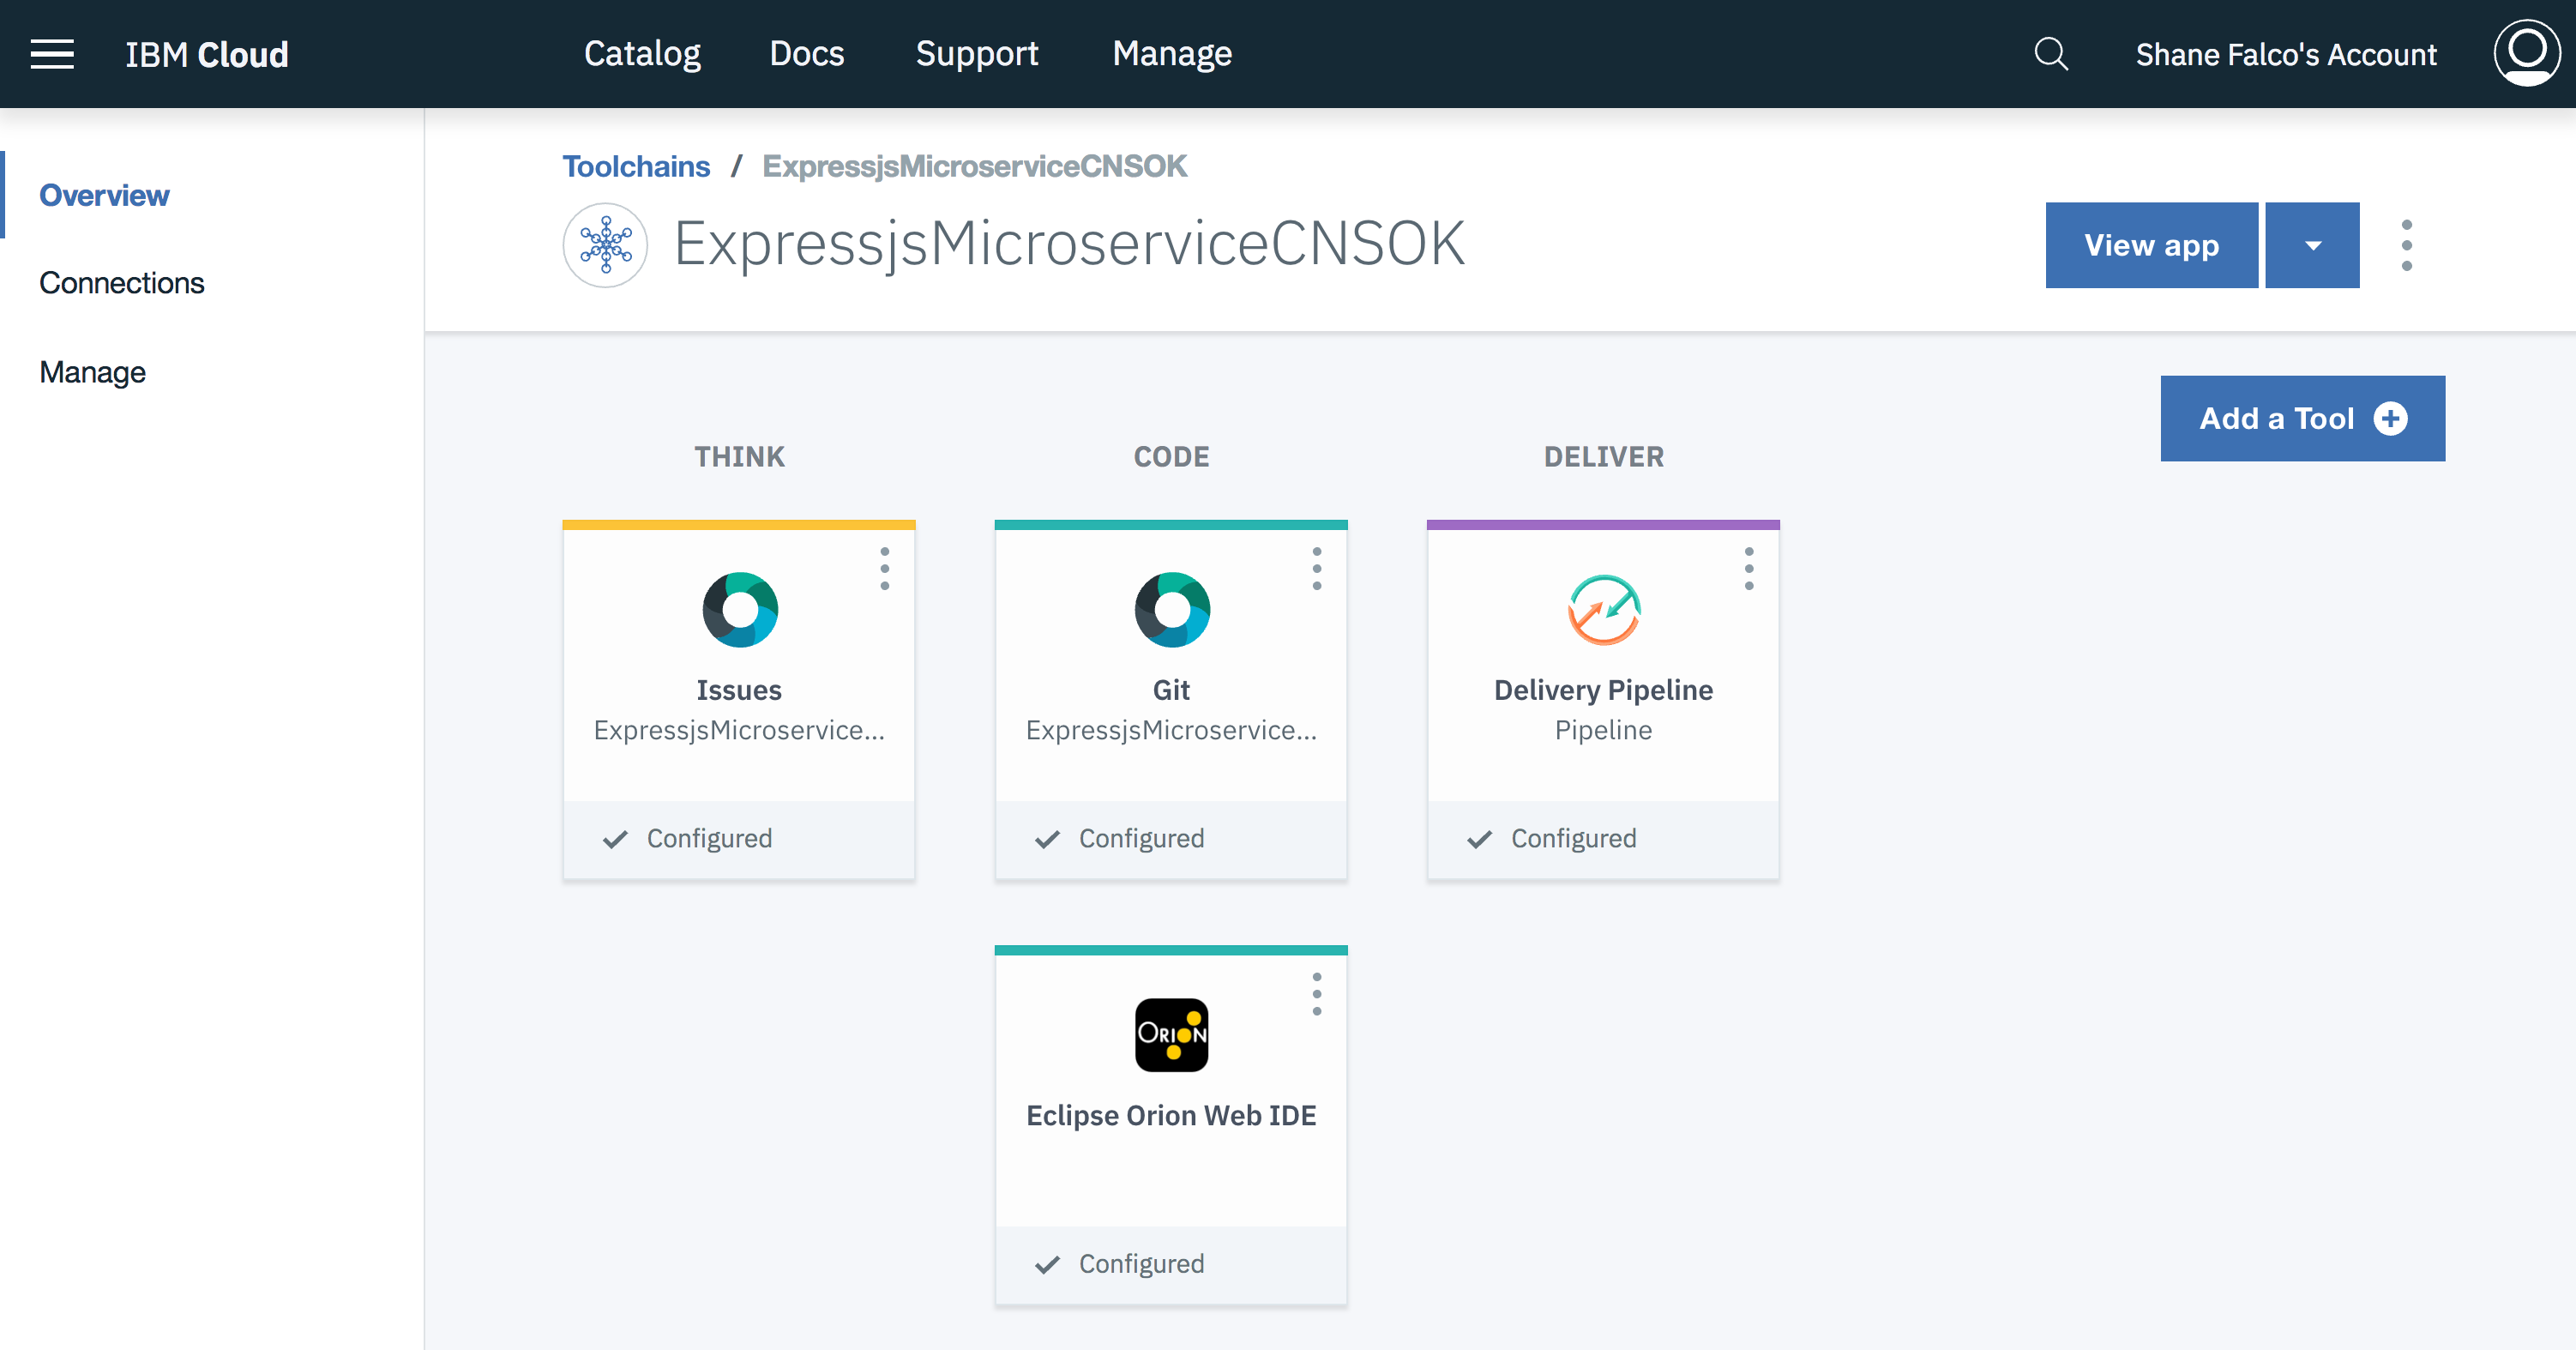 IBM Cloud
Catalog
Docs
Support
Manage
Shane Falco's Account
Overview
Connections
Manage
Toolchains / ExpressjsMicroserviceCNSOK
ExpressjsMicroserviceCNSOK
View app
Add a Tool
THINK
CODE
DELIVER
Issues
ExpressjsMicroservice...
Configured
Git
ExpressjsMicroservice...
Configured
Delivery Pipeline
Pipeline
Configured
ORION
Eclipse Orion Web IDE
Configured